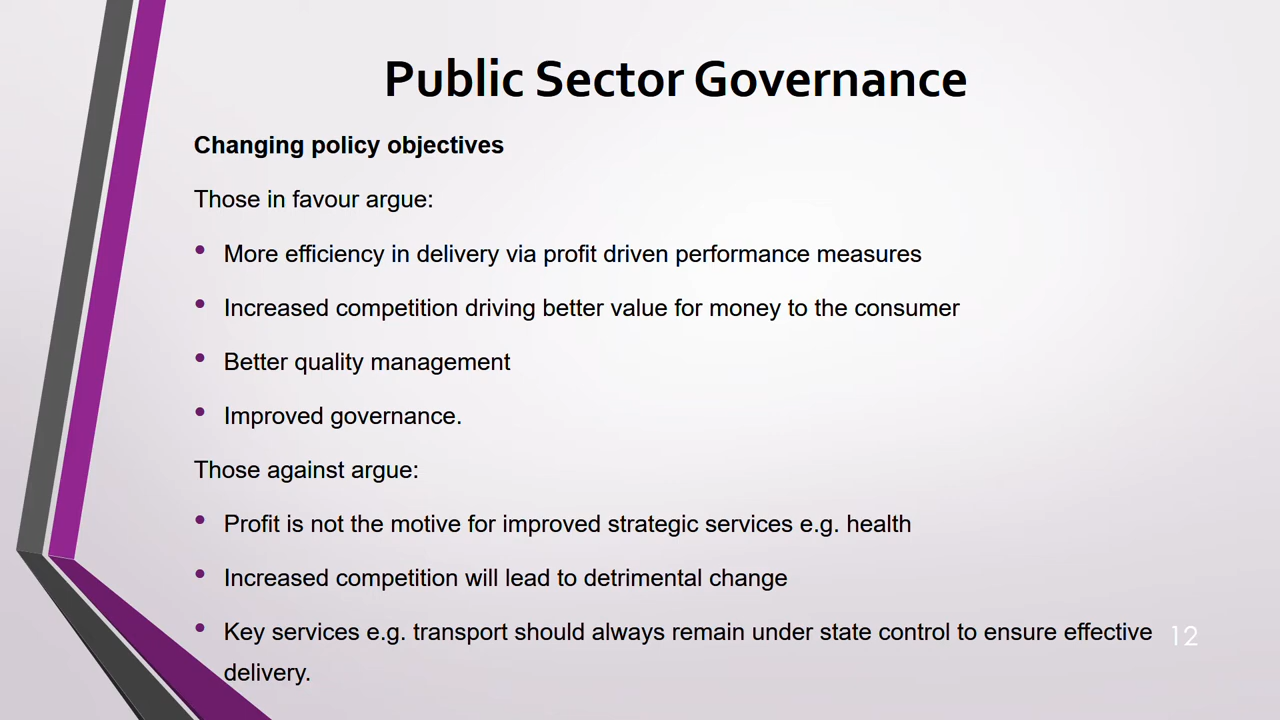 Public Sector Governance
Changing policy objectives
Those in favour argue:
• More efficiency in delivery via profit driven performance measures
• Increased competition driving better value for money to the consumer
• Better quality management
• Improved governance.
Those against argue:
• Profit is not the motive for improved strategic services e.g. health
• Increased competition will lead to detrimental change
• Key services e.g. transport should always remain under state control to ensure effective
delivery.
12